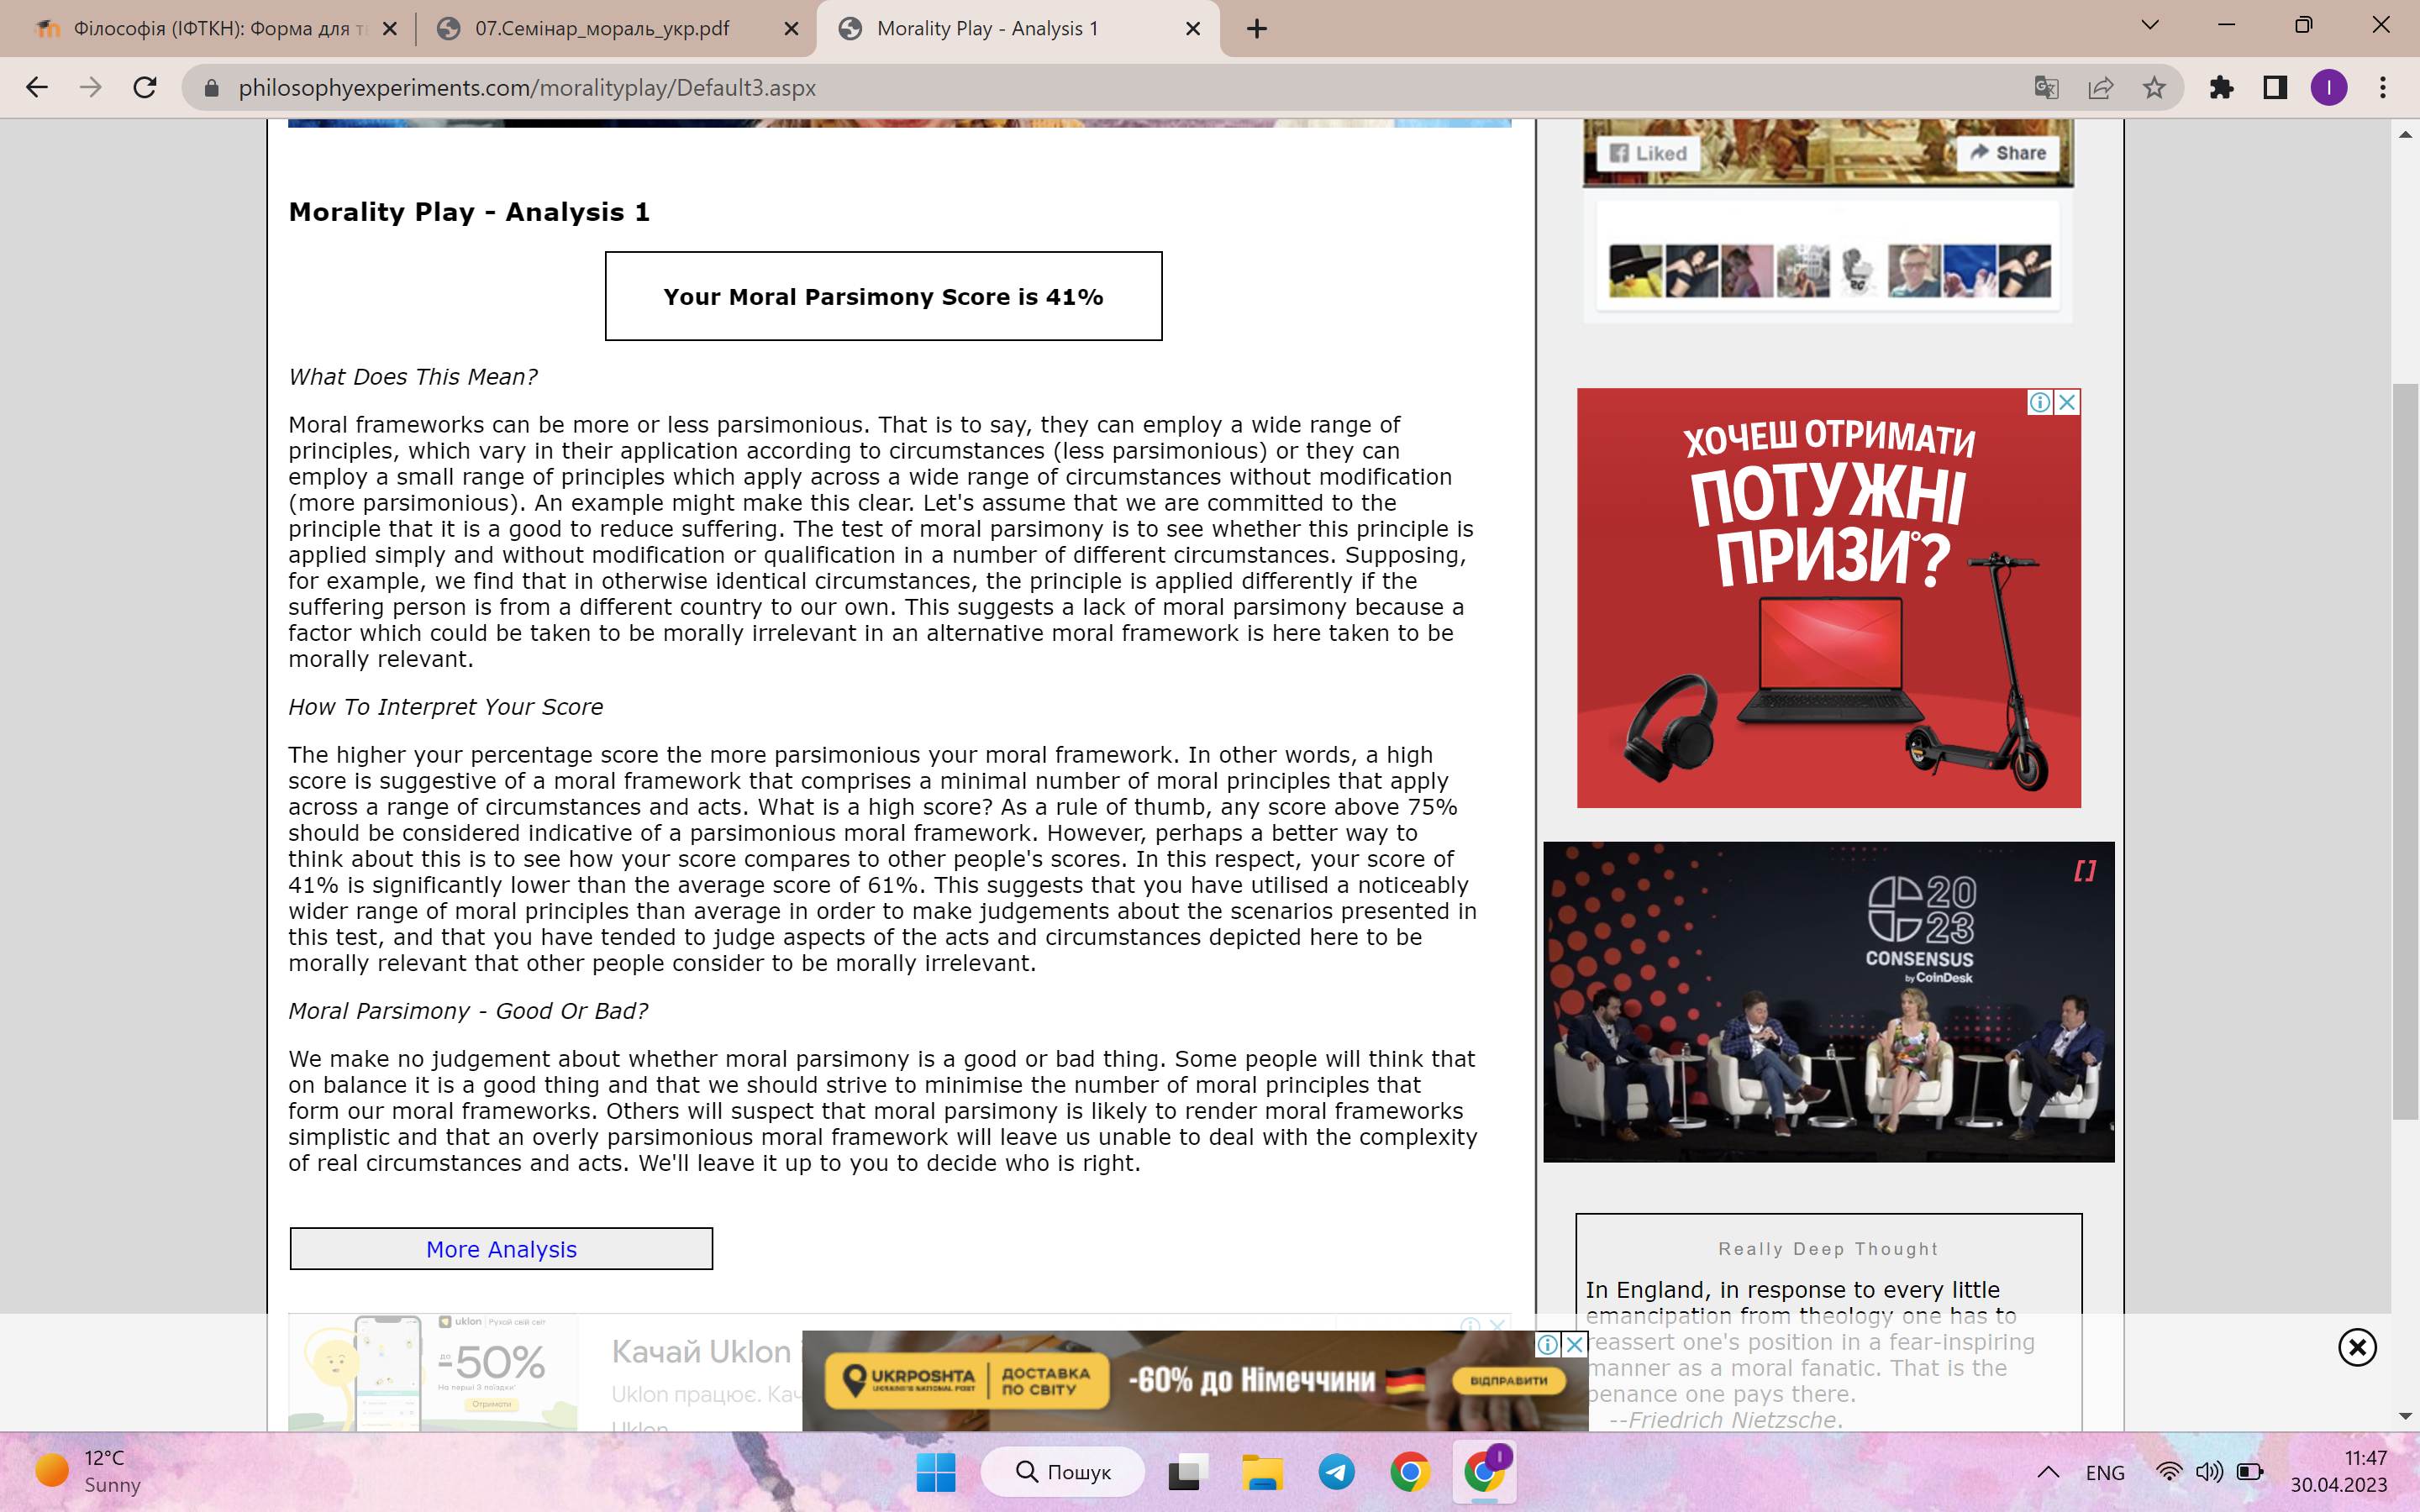 Філософія (ІФТКН): Форма для
07.Семінар_мораль_укр.pdf
Morality Play - Analysis 1
philosophyexperiments.com/moralityplay/Default3.aspx
I
Morality Play - Analysis 1
Your Moral Parsimony Score is 41%
What Does This Mean?
Moral frameworks can be more or less parsimonious. That is to say, they can employ a wide range of
principles, which vary in their application according to circumstances (less parsimonious) or they can
employ a small range of principles which apply across a wide range of circumstances without modification
(more parsimonious). An example might make this clear. Let's assume that we are committed to the
principle that it is a good to reduce suffering. The test of moral parsimony is to see whether this principle is
applied simply and without modification or qualification in a number of different circumstances. Supposing,
for example, we find that in otherwise identical circumstances, the principle is applied differently if the
suffering person is from a different country to our own. This suggests a lack of moral parsimony because a
factor which could be taken to be morally irrelevant in an alternative moral framework is here taken to be
morally relevant.
How To Interpret Your Score
The higher your percentage score the more parsimonious your moral framework. In other words, a high
score is suggestive of a moral framework that comprises a minimal number of moral principles that apply
across a range of circumstances and acts. What is a high score? As a rule of thumb, any score above 75%
should be considered indicative of a parsimonious moral framework. However, perhaps a better way to
think about this is to see how your score compares to other people's scores. In this respect, your score of
41% is significantly lower than the average score of 61%. This suggests that you have utilised a noticeably
wider range of moral principles than average in order to make judgements about the scenarios presented in
this test, and that you have tended to judge aspects of the acts and circumstances depicted here to be
morally relevant that other people consider to be morally irrelevant.
Moral Parsimony - Good Or Bad?
We make no judgement about whether moral parsimony is a good or bad thing. Some people will think that
on balance it is a good thing and that we should strive to minimise the number of moral principles that
form our moral frameworks. Others will suspect that moral parsimony is likely to render moral frameworks
simplistic and that an overly parsimonious moral framework will leave us unable to deal with the complexity
of real circumstances and acts. We'll leave it up to you to decide who is right.
More Analysis
Liked
Share
ХОЧЕШ ОТРИМАТИ
ПОТУЖНІ
ПРИЗИ°?
2023
CONSENSUS
by CoinDesk
Really Deep Thought
In England, in response to every little
emancipation from theology one has to
reassert one's position in a fear-inspiring
manner as a moral fanatic. That is the
penance one pays there.
--Friedrich Nietzsche.
uklon | Рухай свій світ
до -50%
На перші 3 поїздки*
Отримати
Качай Uklon
Uklon працює. Кач
Uklon
UKRPOSHTA
UKRAINE'S NATIONAL POST
ДОСТАВКА
ПО СВІТУ
-60% до Німеччини
ВІДПРАВИТИ
12°C
Sunny
Пошук
I
ENG
11:47
30.04.2023